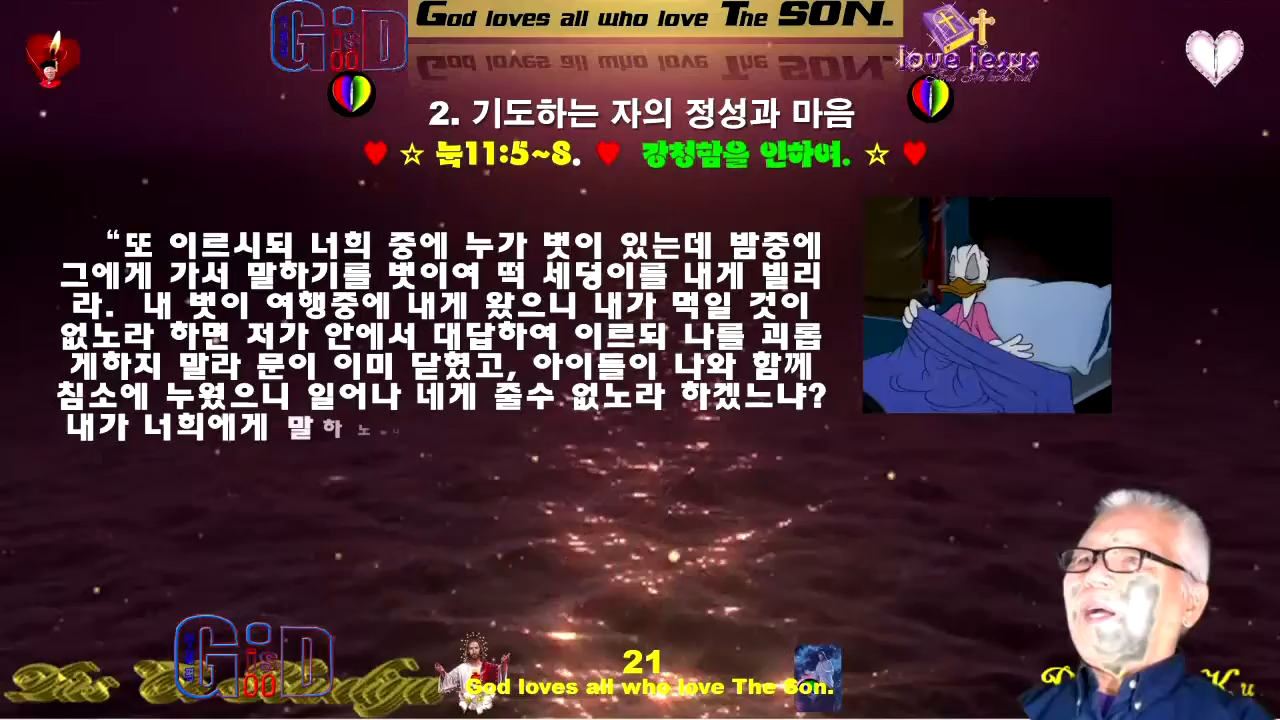 God loves all who love The SON.
love Jesus
GisD
2. 기도하는 자의 정성과 마음
눅11:5~8. 강청함을 인하여.
“또 이르시되 너희 중에 누가 벗이 있는데 밤중에
그에게 가서 말하기를 벗이여 떡 세덩이를 내게 빌리
라. 내 벗이 여행중에 내게 왔으니 내가 먹일 것이
없노라 하면 저가 안에서 대답하여 이르되 나를 괴롭
게하지 말라 문이 이미 닫혔고, 아이들이 나와 함께
침소에 누웠으니 일어나 네게 줄수 없노라 하겠느냐?
내가 너희에게 말하노
GisD
21
God loves all who love The Son.